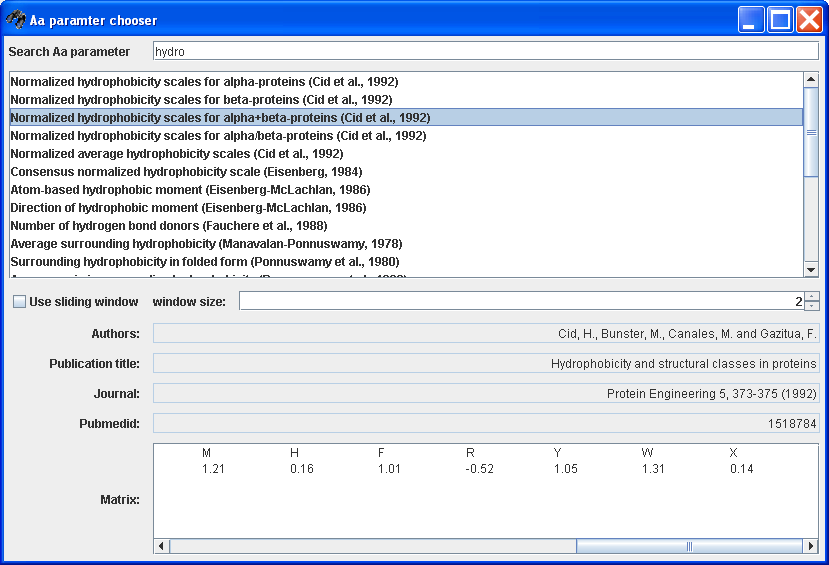 Aa paramter chooser
Search Aa parameter hydro
Normalized hydrophobicity scales for alpha-proteins (Cid et al., 1992)
Normalized hydrophobicity scales for beta-proteins (Cid et al., 1992)
Normalized hydrophobicity scales for alpha+beta-proteins (Cid et al., 1992)
Normalized hydrophobicity scales for alpha/beta-proteins (Cid et al., 1992)
Normalized average hydrophobicity scales (Cid et al., 1992)
Consensus normalized hydrophobicity scale (Eisenberg, 1984)
Atom-based hydrophobic moment (Eisenberg-McLachlan, 1986)
Direction of hydrophobic moment (Eisenberg-McLachlan, 1986)
Number of hydrogen bond donors (Fauchere et al., 1988)
Average surrounding hydrophobicity (Manavalan-Ponnuswamy, 1978)
Surrounding hydrophobicity in folded form (Ponnuswamy et al., 1980)
Use sliding window window size: 2
Authors: Cid, H., Bunster, M., Canales, M. and Gazitua, F.
Publication title: Hydrophobicity and structural classes in proteins
Journal: Protein Engineering 5, 373-375 (1992)
Pubmedid: 1518784
M H F R Y W X
1.21 0.16 1.01 -0.52 1.05 1.31 0.14
Matrix: